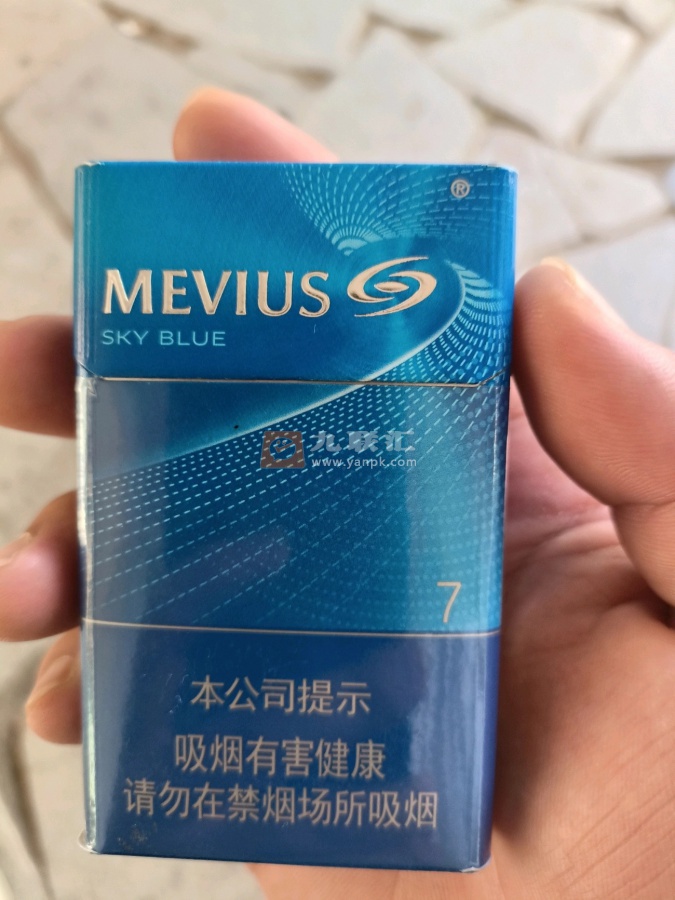 ®
MEVIUS
SKY BLUE
九联汇
www.yanpk.com
7
本公司提示
吸烟有害健康
请勿在禁烟场所吸烟